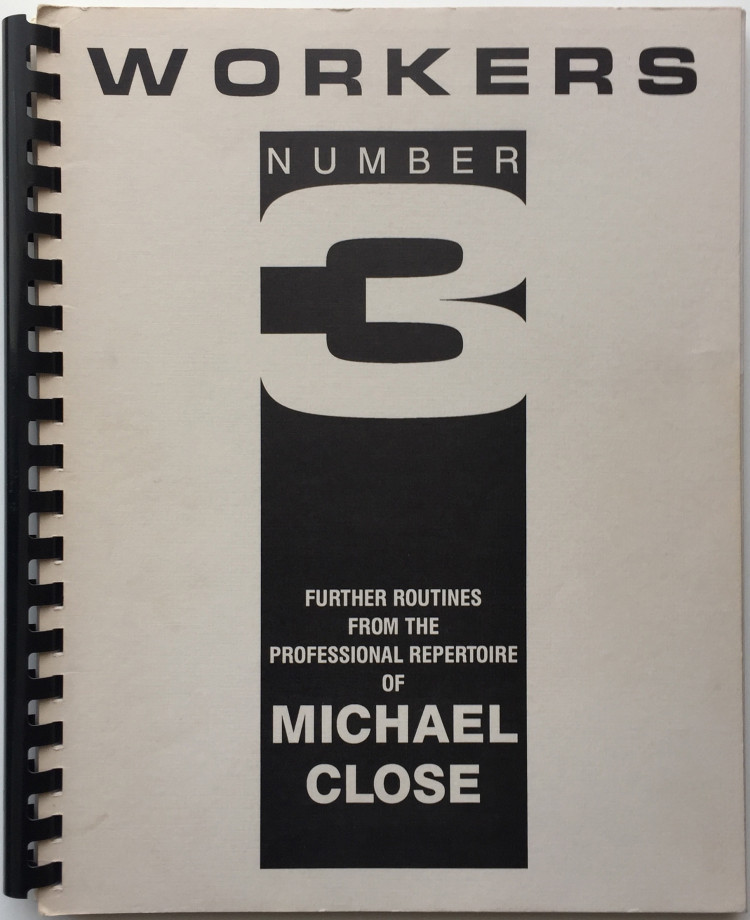 WORKERS
NUMBER
3
FURTHER ROUTINES
FROM THE
PROFESSIONAL REPERTOIRE
OF
MICHAEL
CLOSE